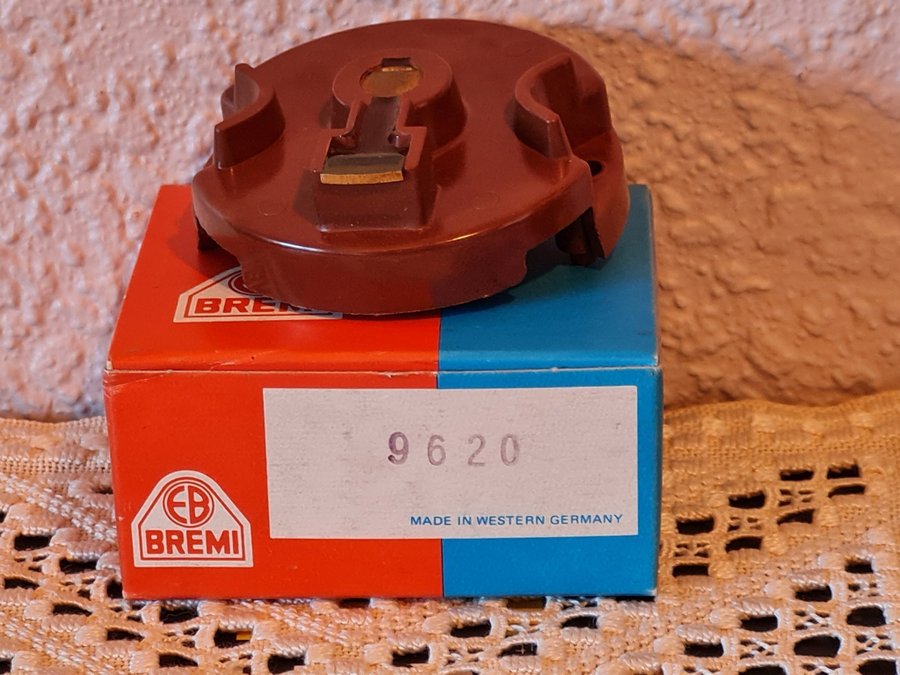 BREMI
9620
MADE IN WESTERN GERMANY
EB
BREMI